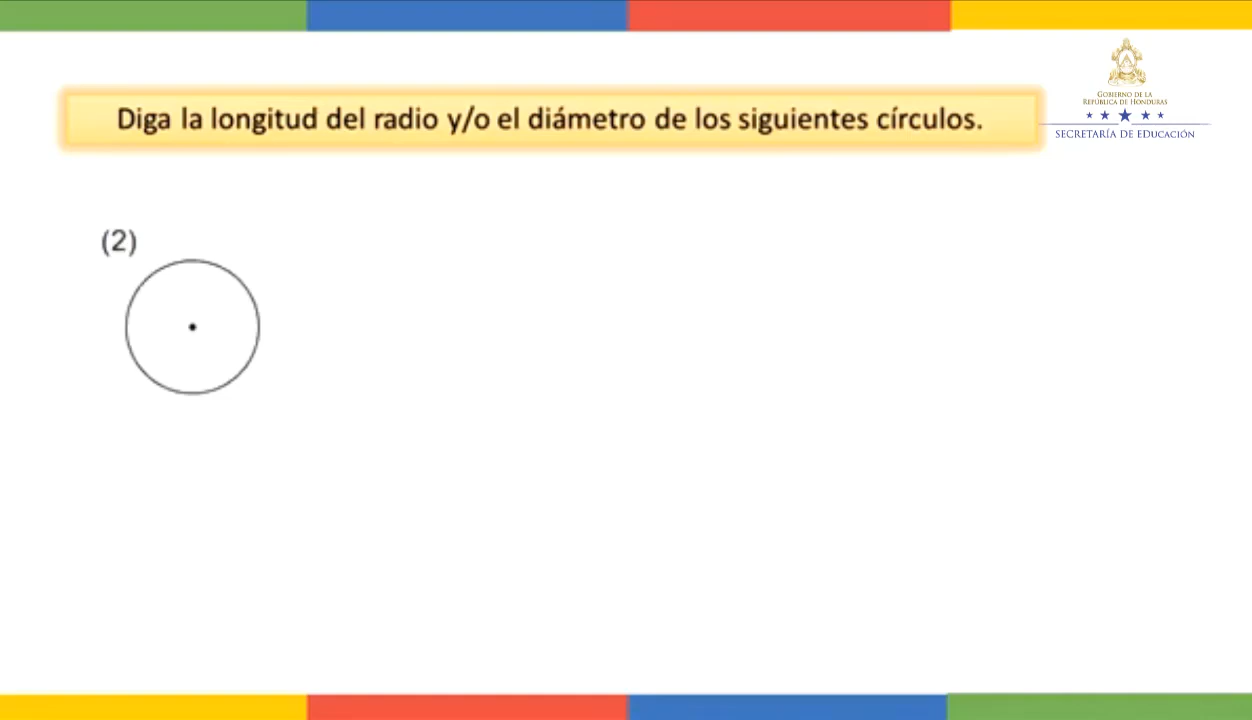 Diga la longitud del radio y/o el diámetro de los siguientes círculos.
GOBIERNO DE LA
REPÚBLICA DE HONDURAS
SECRETARÍA DE EDUCACIÓN
(2)